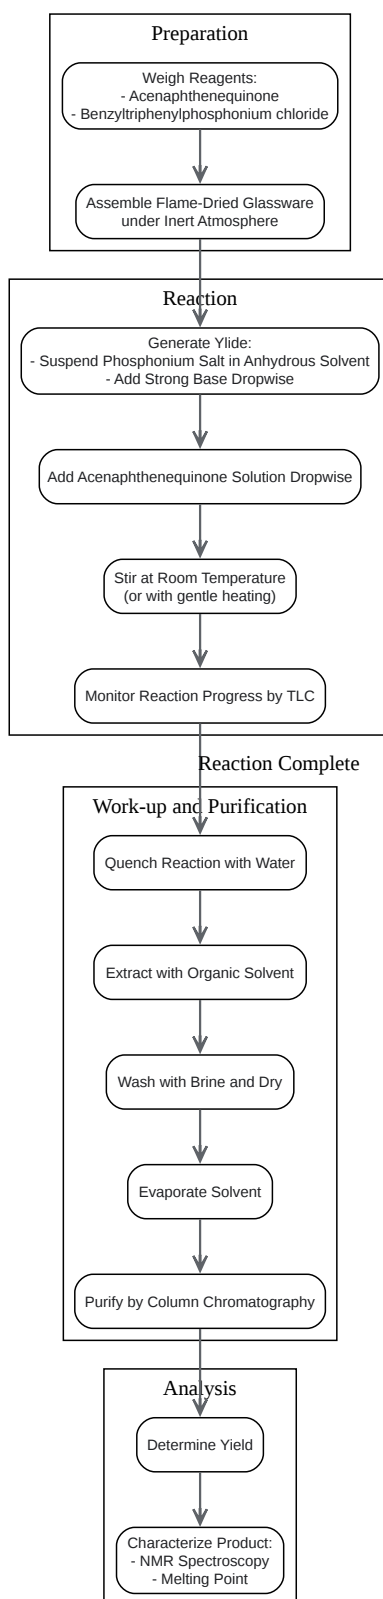 Preparation
Weigh Reagents:
- Acenaphthenequinone
- Benzyltriphenylphosphonium chloride
Assemble Flame-Dried Glassware
under Inert Atmosphere
Reaction
Generate Ylide:
- Suspend Phosphonium Salt in Anhydrous Solvent
- Add Strong Base Dropwise
Add Acenaphthenequinone Solution Dropwise
Stir at Room Temperature
(or with gentle heating)
Monitor Reaction Progress by TLC
Reaction Complete
Work-up and Purification
Quench Reaction with Water
Extract with Organic Solvent
Wash with Brine and Dry
Evaporate Solvent
Purify by Column Chromatography
Analysis
Determine Yield
Characterize Product:
- NMR Spectroscopy
- Melting Point